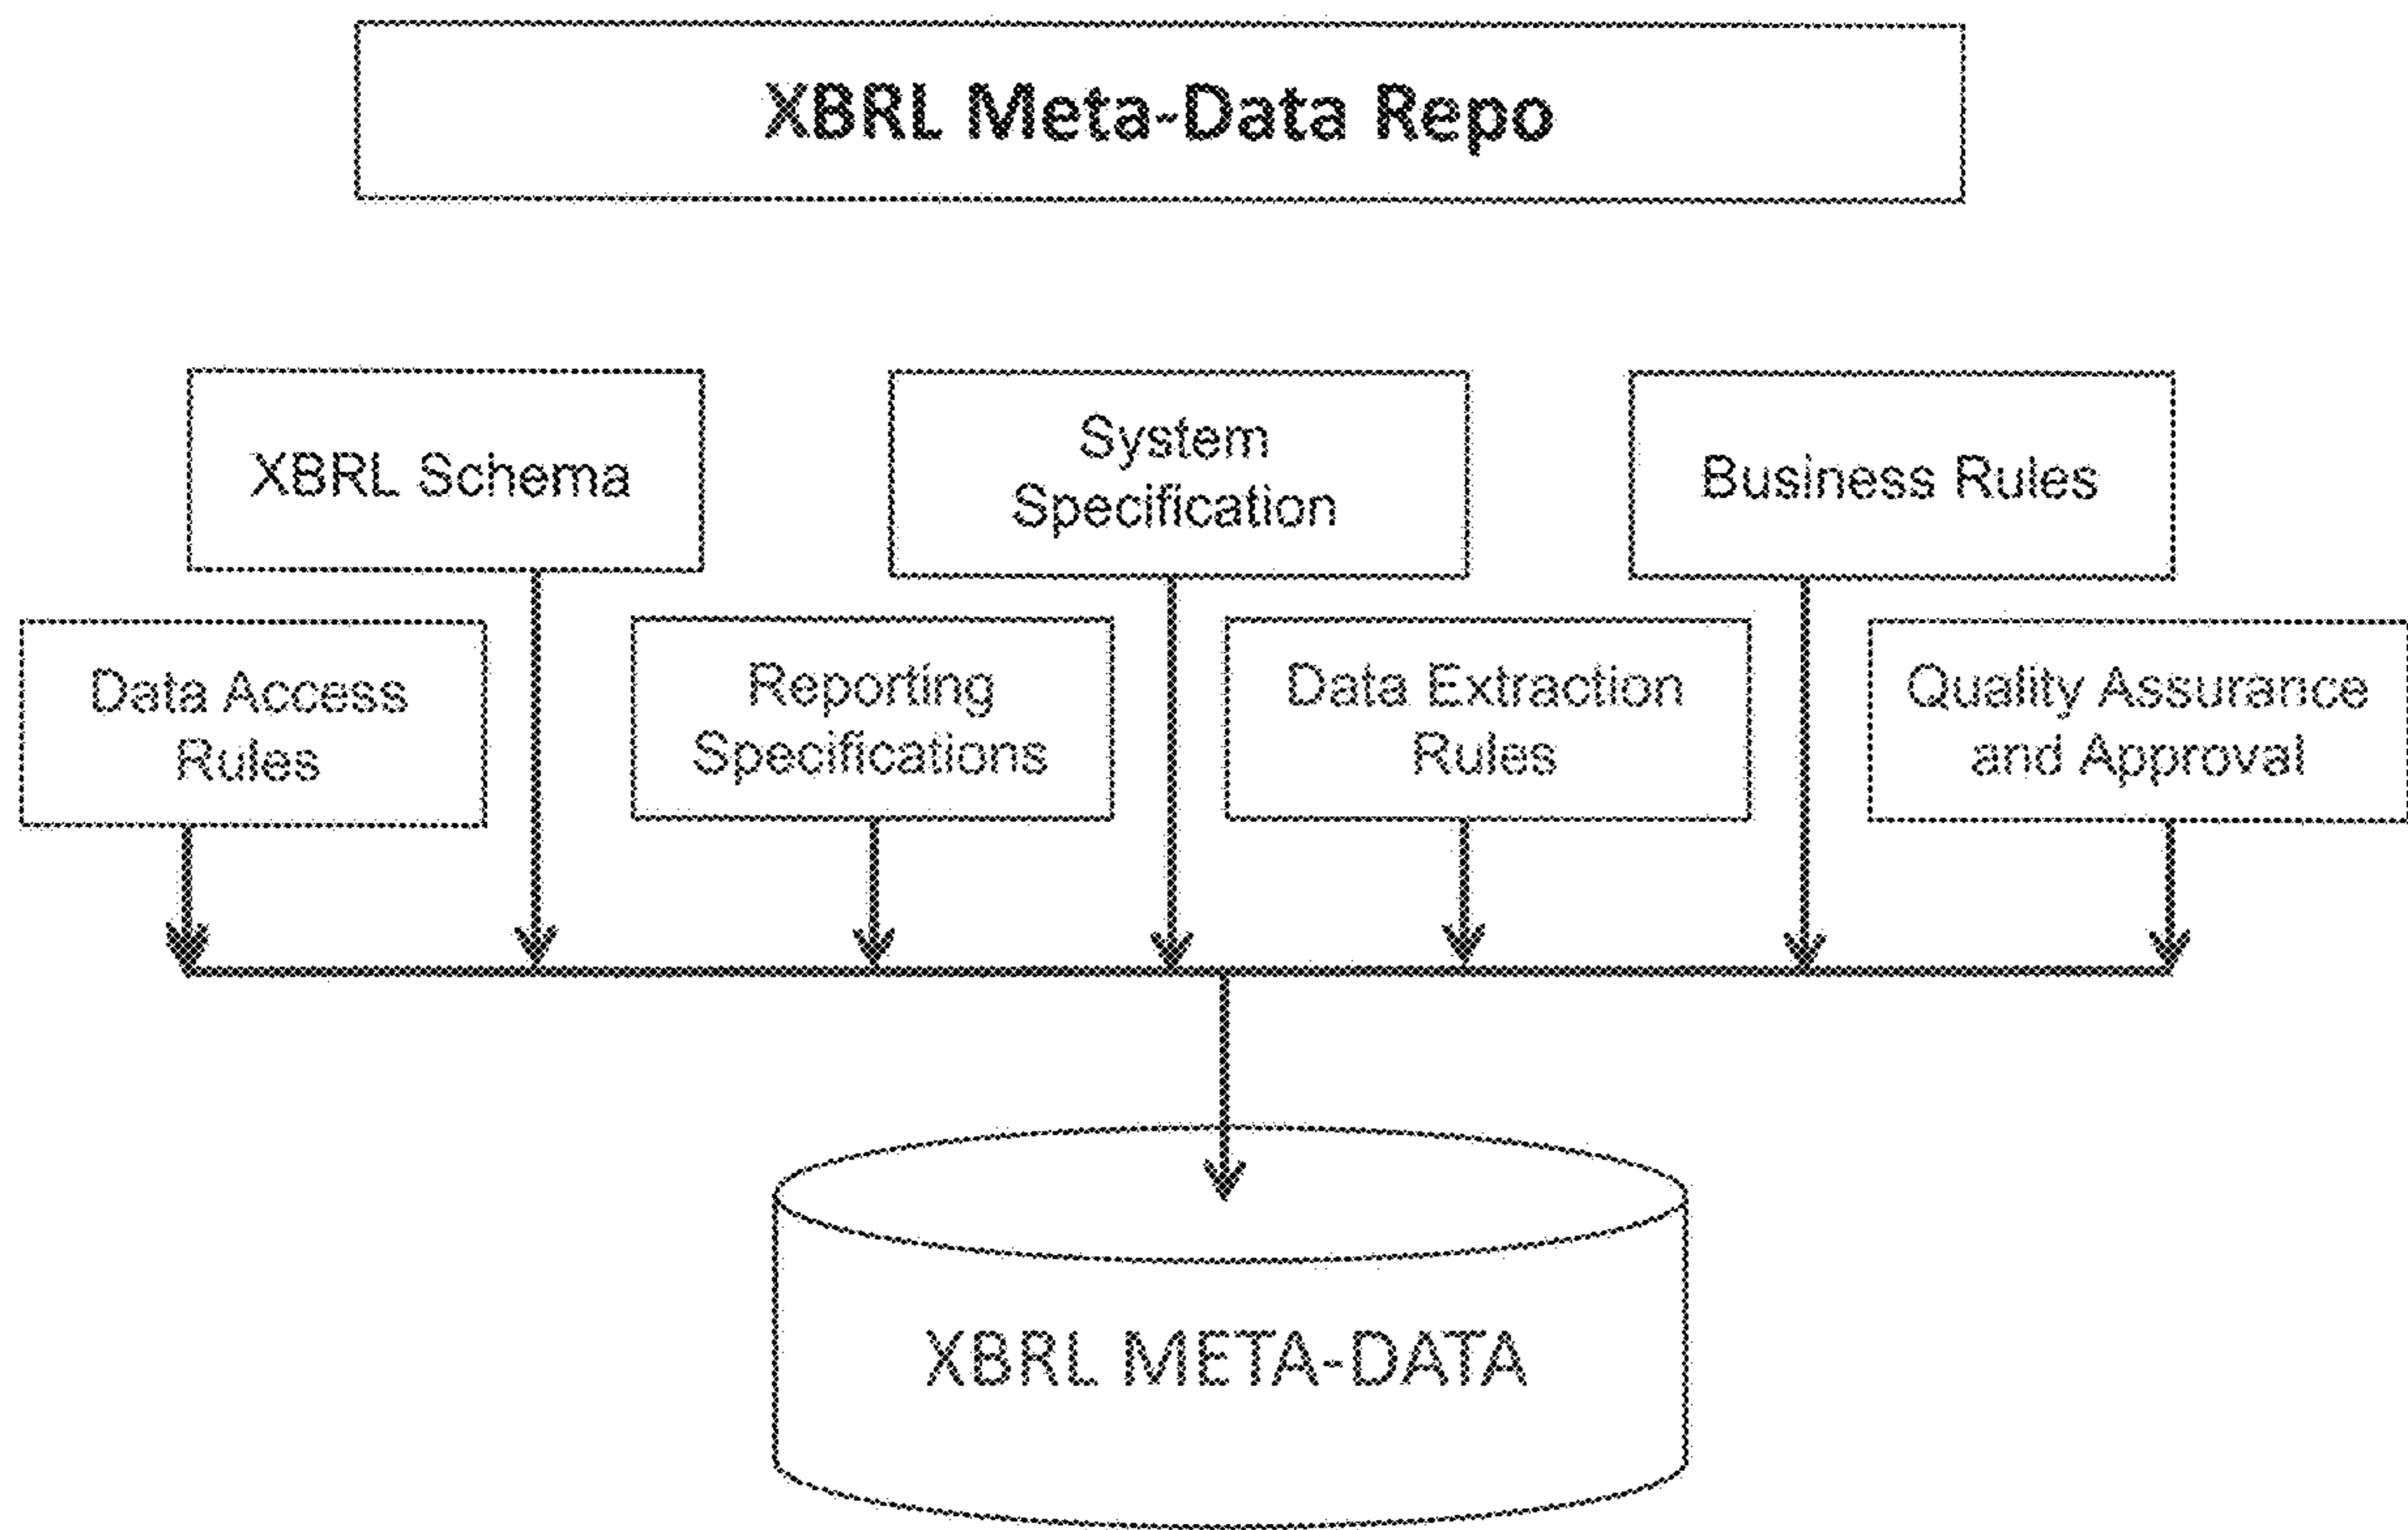 XBRL Meta-Data Repo
XBRL Schema
System
Specification
Business Rules
Data Access
Rules
Reporting
Specifications
Data Extraction
Rules
Quality Assurance
and Approval
XBRL META-DATA